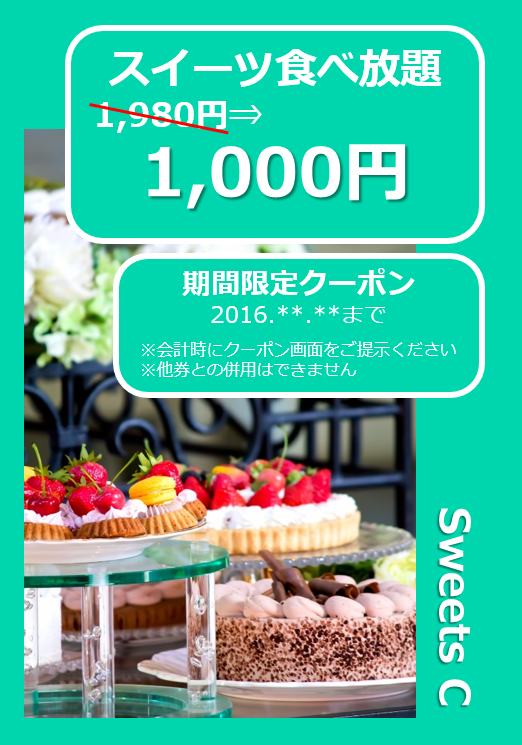 スイーツ食べ放題
1,980円⇒
1,000円
期間限定クーポン
2016.**.**まで
※会計時にクーポン画面をご提示ください
※他券との併用はできません
Sweets C